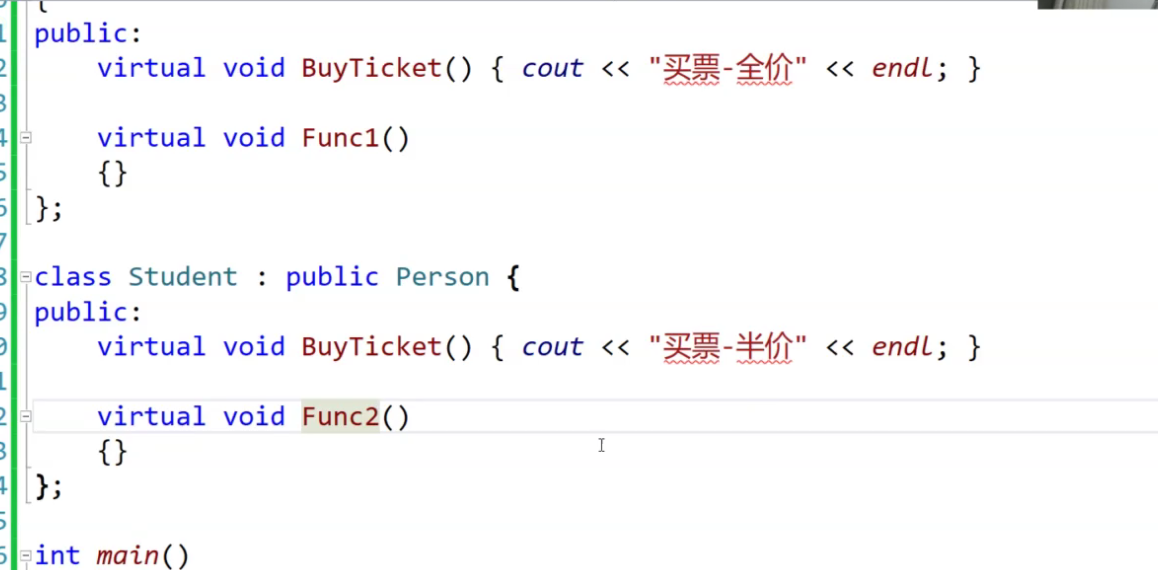 {
public:
virtual void BuyTicket() { cout << "买票-全价" << endl; }
virtual void Func1()
{}
};
class Student : public Person {
public:
virtual void BuyTicket() { cout << "买票-半价" << endl; }
virtual void Func2()
{}
};
int main()